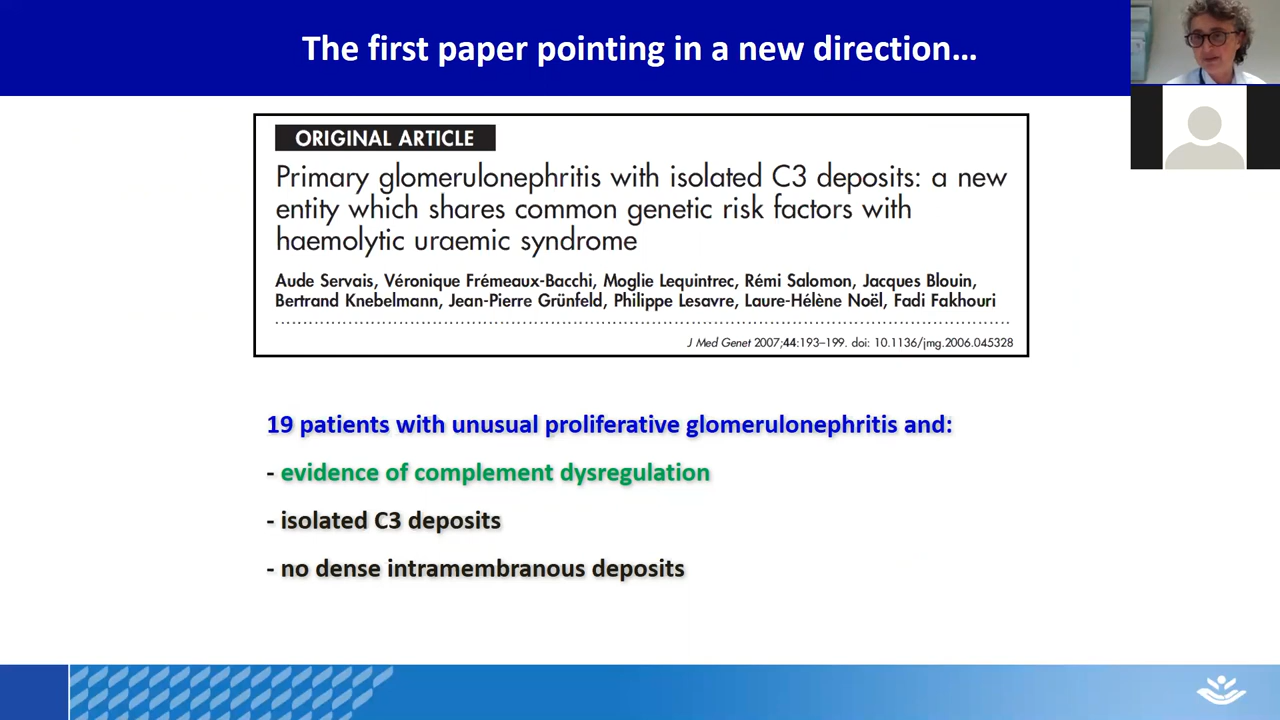 The first paper pointing in a new direction…
ORIGINAL ARTICLE
Primary glomerulonephritis with isolated C3 deposits: a new
entity which shares common genetic risk factors with
haemolytic uraemic syndrome
Aude Servais, Véronique Frémeaux-Bacchi, Moglie Lequintrec, Rémi Salomon, Jacques Blouin,
Bertrand Knebelmann, Jean-Pierre Grünfeld, Philippe Lesavre, Laure-Hélène Noël, Fadi Fakhouri
J Med Genet 2007;44:193–199. doi: 10.1136/jmg.2006.045328
19 patients with unusual proliferative glomerulonephritis and:
- evidence of complement dysregulation
- isolated C3 deposits
- no dense intramembranous deposits